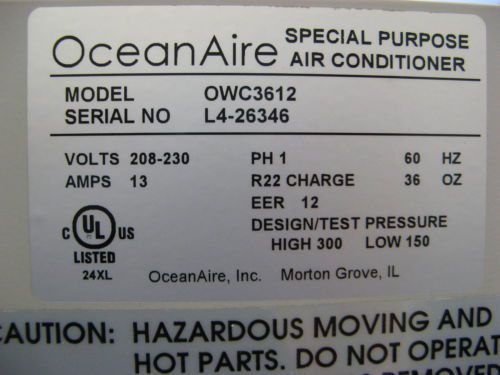 OceanAire SPECIAL PURPOSE
AIR CONDITIONER
MODEL OWC3612
SERIAL NO L4-26346
VOLTS 208-230 PH 1 60 HZ
AMPS 13 R22 CHARGE 36 OZ
EER 12
DESIGN/TEST PRESSURE
HIGH 300 LOW 150
C UL US
LISTED
24XL
OceanAire, Inc. Morton Grove, IL
CAUTION: HAZARDOUS MOVING AND
HOT PARTS. DO NOT OPERAT
REMOVED